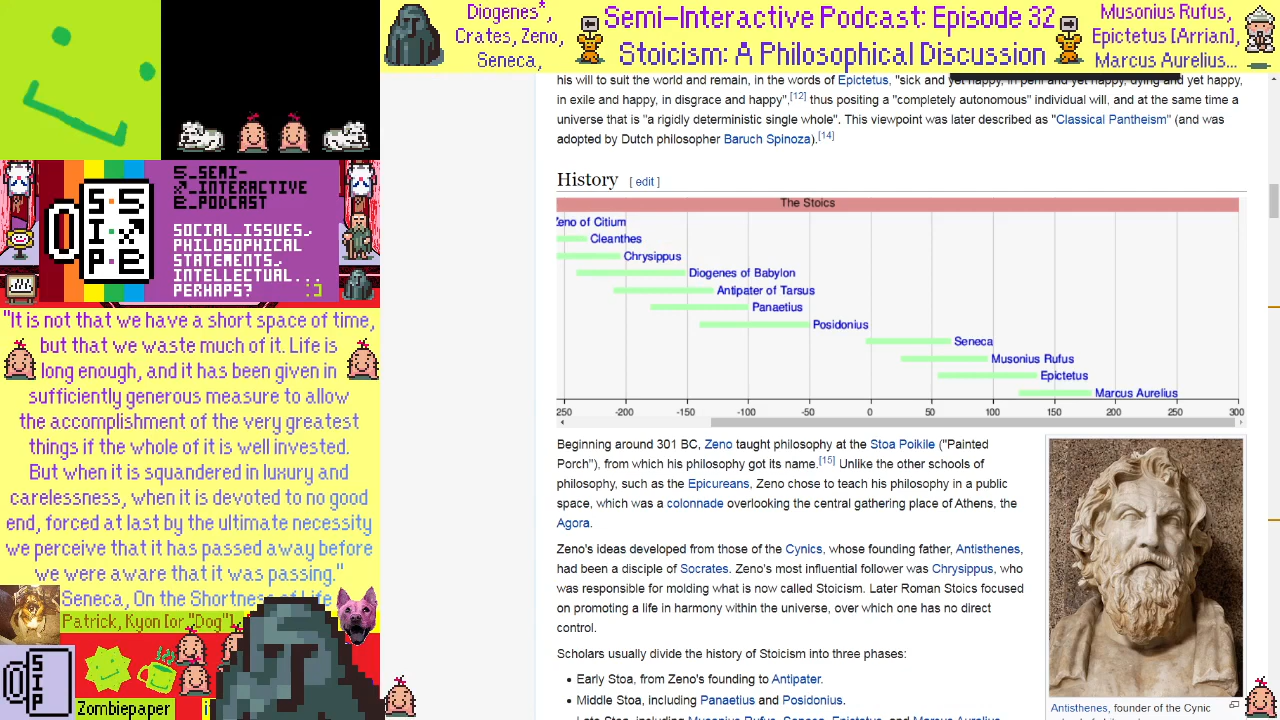 Diogenes*,
Crates, Zeno,
Seneca,
Semi-Interactive Podcast: Episode 32
Stoicism: A Philosophical Discussion
Musonius Rufus,
Epictetus [Arrian],
Marcus Aurelius...
S_SEMI-
_INTERACTIVE
_PODCAST
SOCIAL_ISSUES,
PHILOSOPHICAL
STATEMENTS,
INTELLECTUAL...
PERHAPS? :)
"It is not that we have a short space of time,
but that we waste much of it. Life is
long enough, and it has been given in
sufficiently generous measure to allow
the accomplishment of the very greatest
things if the whole of it is well invested.
But when it is squandered in luxury and
carelessness, when it is devoted to no good
end, forced at last by the ultimate necessity
we perceive that it has passed away before
we were aware that it was passing."
Seneca, On the Shortness of Life
Patrick, Kyon [or "Dog"]
SIP
Zombiepaper
his will to suit the world and remain, in the words of Epictetus, "sick and yet happy, in peril and yet happy, dying and yet happy,
in exile and happy, in disgrace and happy",[12] thus positing a "completely autonomous" individual will, and at the same time a
universe that is "a rigidly deterministic single whole". This viewpoint was later described as "Classical Pantheism" (and was
adopted by Dutch philosopher Baruch Spinoza).[14]
History [ edit ]
The Stoics
Zeno of Citium
Cleanthes
Chrysippus
Diogenes of Babylon
Antipater of Tarsus
Panaetius
Posidonius
Seneca
Musonius Rufus
Epictetus
Marcus Aurelius
250 -200 -150 -100 -50 0 50 100 150 200 250 300
Beginning around 301 BC, Zeno taught philosophy at the Stoa Poikile ("Painted
Porch"), from which his philosophy got its name.[15] Unlike the other schools of
philosophy, such as the Epicureans, Zeno chose to teach his philosophy in a public
space, which was a colonnade overlooking the central gathering place of Athens, the
Agora.
Zeno's ideas developed from those of the Cynics, whose founding father, Antisthenes,
had been a disciple of Socrates. Zeno's most influential follower was Chrysippus, who
was responsible for molding what is now called Stoicism. Later Roman Stoics focused
on promoting a life in harmony within the universe, over which one has no direct
control.
Scholars usually divide the history of Stoicism into three phases:
• Early Stoa, from Zeno's founding to Antipater.
• Middle Stoa, including Panaetius and Posidonius.
• Late Stoa, including Musonius Rufus, Seneca, Epictetus, and Marcus Aurelius.
Antisthenes, founder of the Cynic